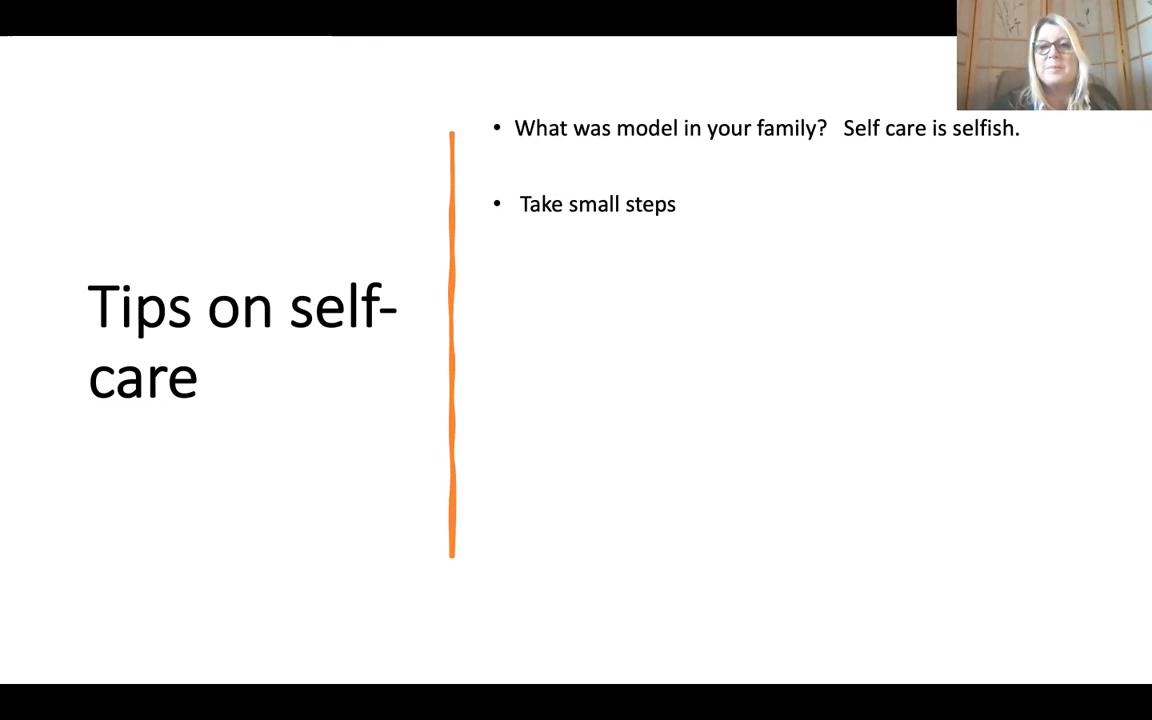 Tips on self-
care
• What was model in your family?   Self care is selfish.
• Take small steps